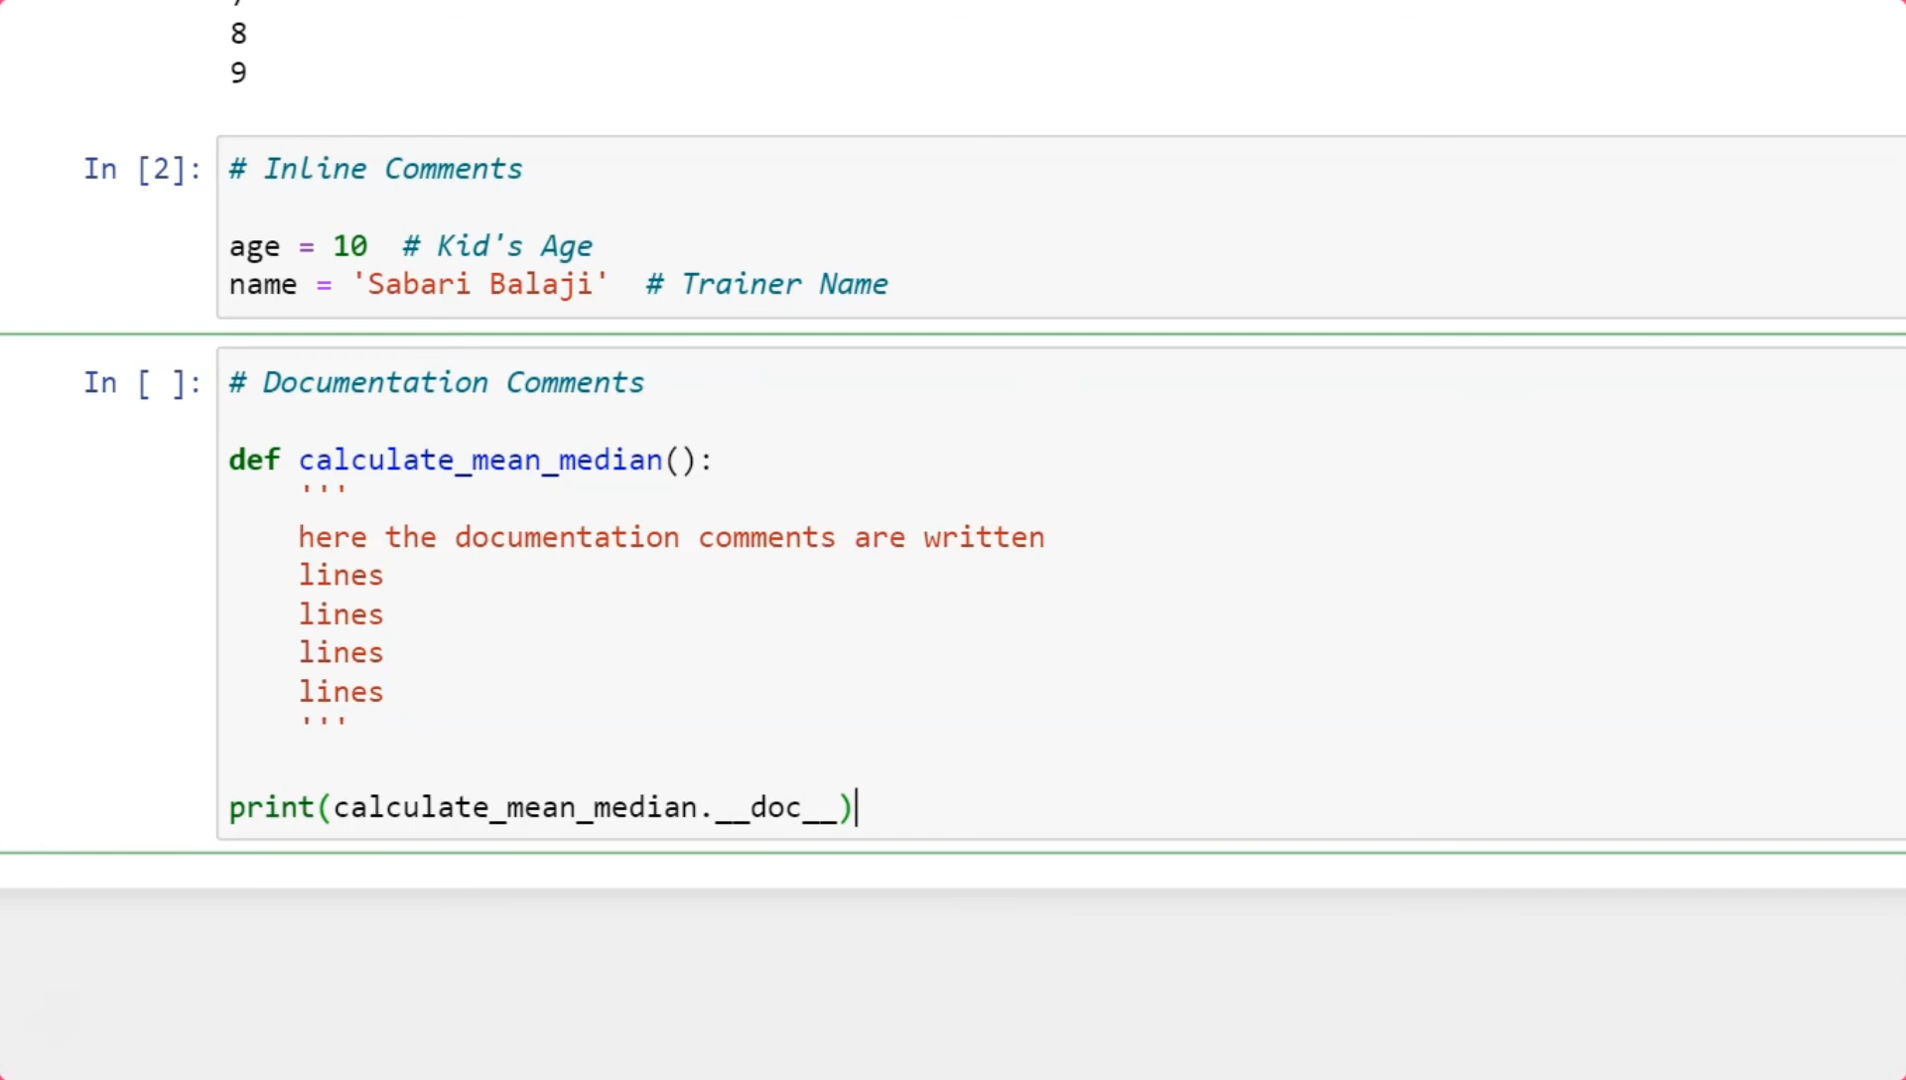 8
9
In [2]: # Inline Comments
age = 10  # Kid's Age
name = 'Sabari Balaji'  # Trainer Name
In [ ]: # Documentation Comments
def calculate_mean_median():
'''
here the documentation comments are written
lines
lines
lines
lines
'''
print(calculate_mean_median.__doc__)